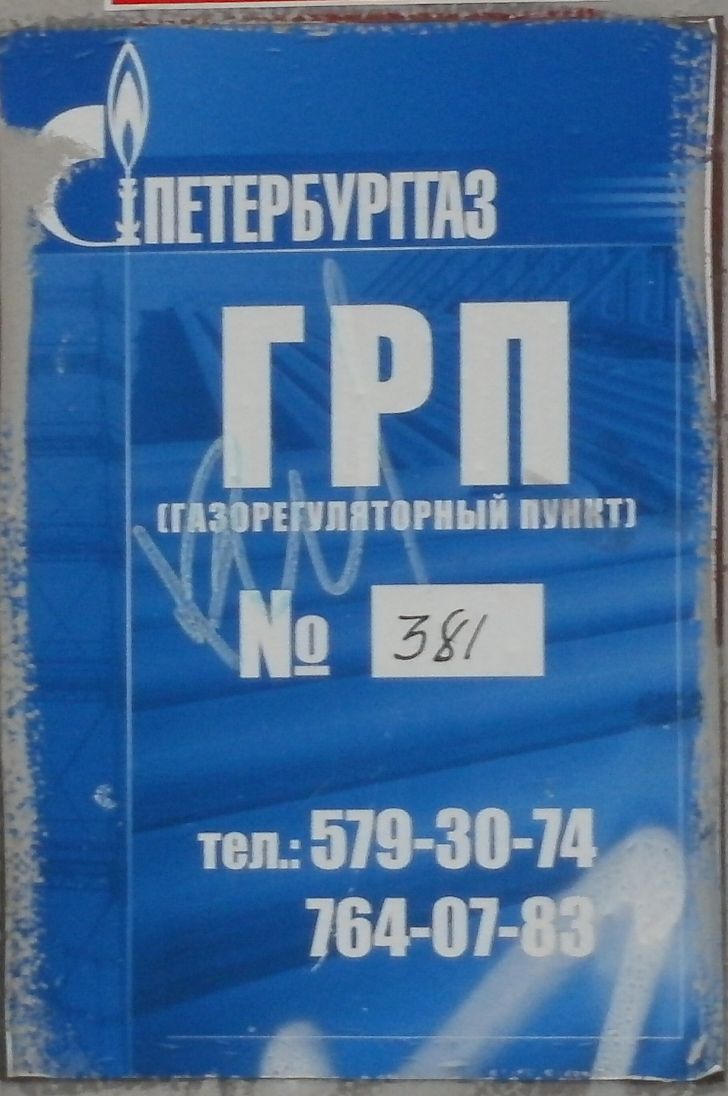 ПЕТЕРБУРГГАЗ
ГРП
(ГАЗОРЕГУЛЯТОРНЫЙ ПУНКТ)
№ 381
тел.: 579-30-74
764-07-83